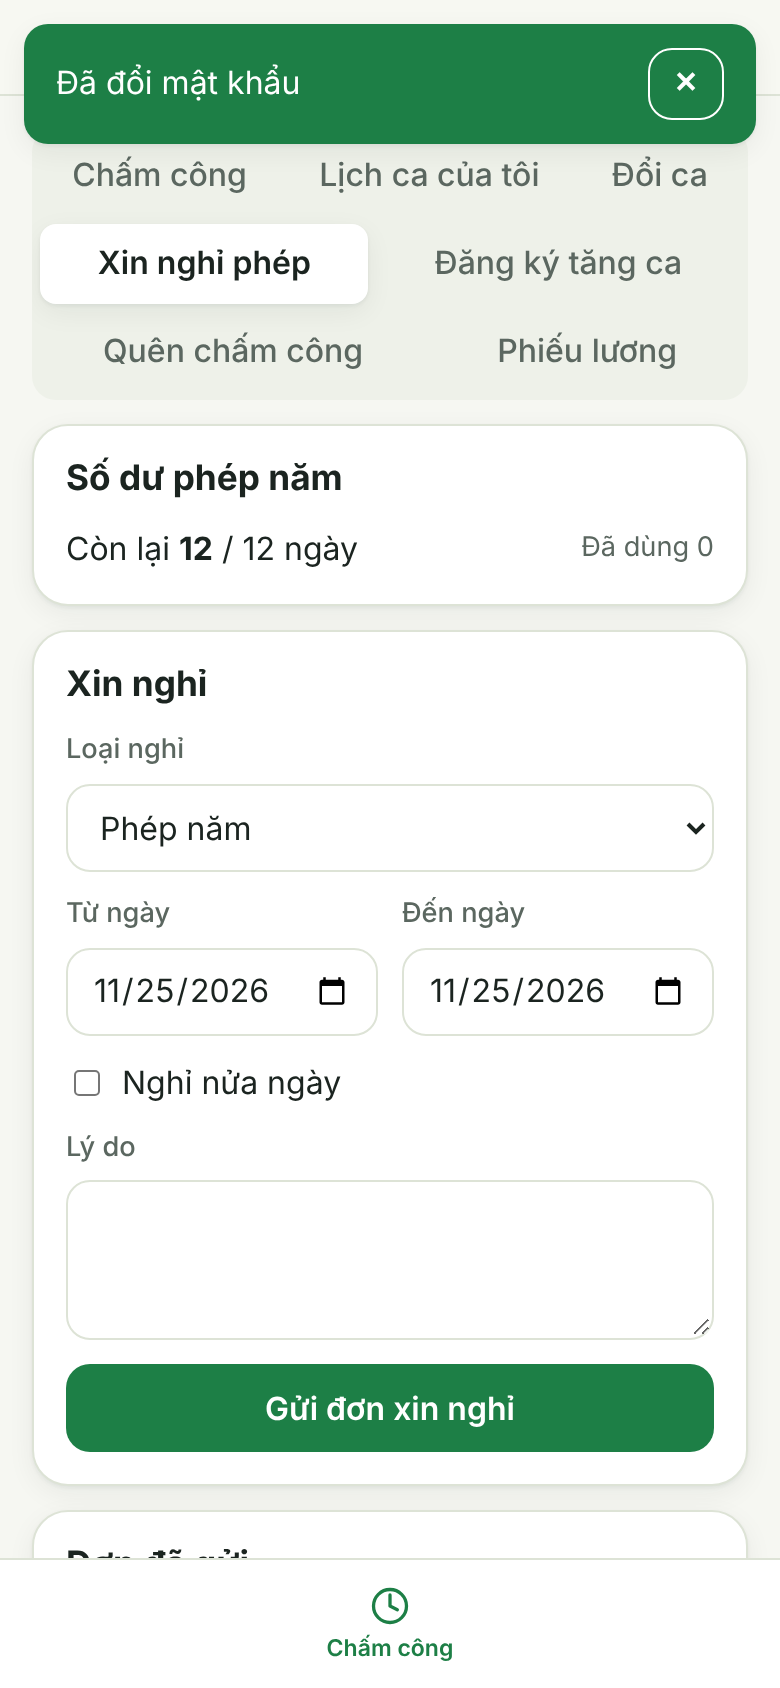 Đã đổi mật khẩu
Chấm công Lịch ca của tôi Đổi ca
Xin nghỉ phép Đăng ký tăng ca
Quên chấm công Phiếu lương
Số dư phép năm
Còn lại 12 / 12 ngày Đã dùng 0
Xin nghỉ
Loại nghỉ
Phép năm
Từ ngày Đến ngày
11/25/2026 11/25/2026
Nghỉ nửa ngày
Lý do
Gửi đơn xin nghỉ
Đơn đã gửi
Chấm công